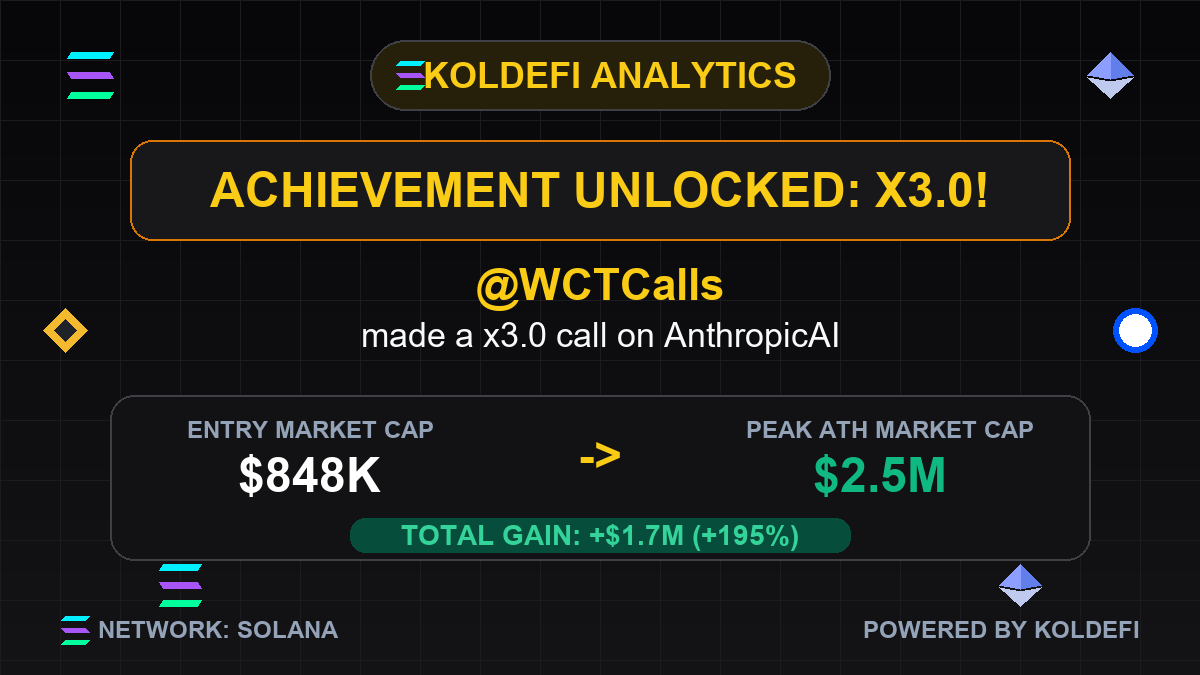 KOLDEFI ANALYTICS
ACHIEVEMENT UNLOCKED: X3.0!
@WCTCalls
made a x3.0 call on AnthropicAI
ENTRY MARKET CAP
$848K
->
PEAK ATH MARKET CAP
$2.5M
TOTAL GAIN: +$1.7M (+195%)
NETWORK: SOLANA
POWERED BY KOLDEFI